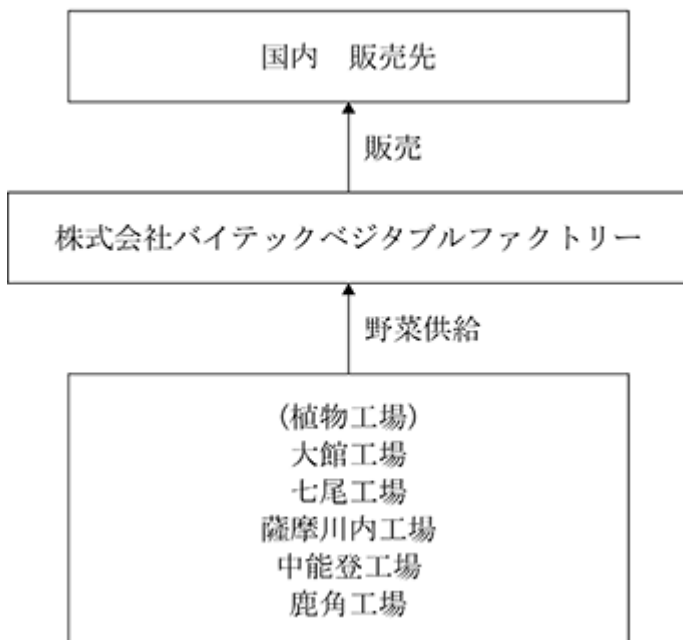 国内　販売先
販売
株式会社バイテックベジタブルファクトリー
野菜供給
(植物工場)
大館工場
七尾工場
薩摩川内工場
中能登工場
鹿角工場